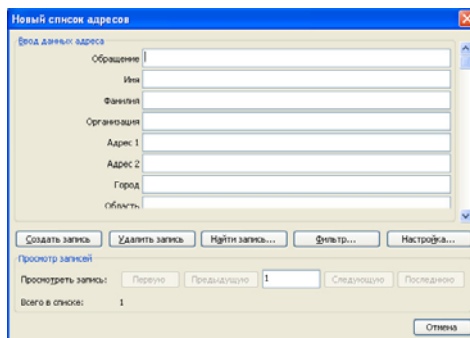 Новый список адресов
Ввод данных адреса
Обращение
Имя
Фамилия
Организация
Адрес 1
Адрес 2
Город
Область
Создать запись Удалить запись Найти запись... Фильтр... Настройка...
Просмотр записей
Просмотреть запись: Первую Предыдущую 1 Следующую Последнюю
Всего в списке: 1
Отмена